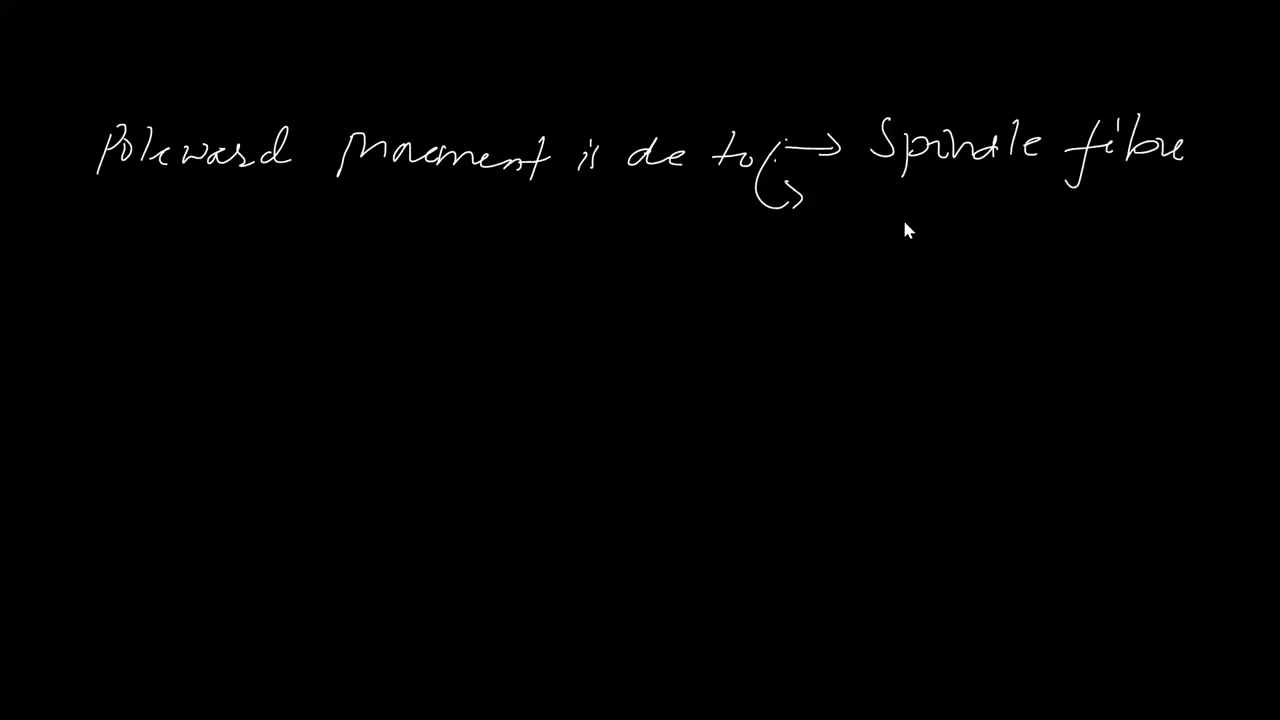 Poleward Movement is de to → Spindle fibre